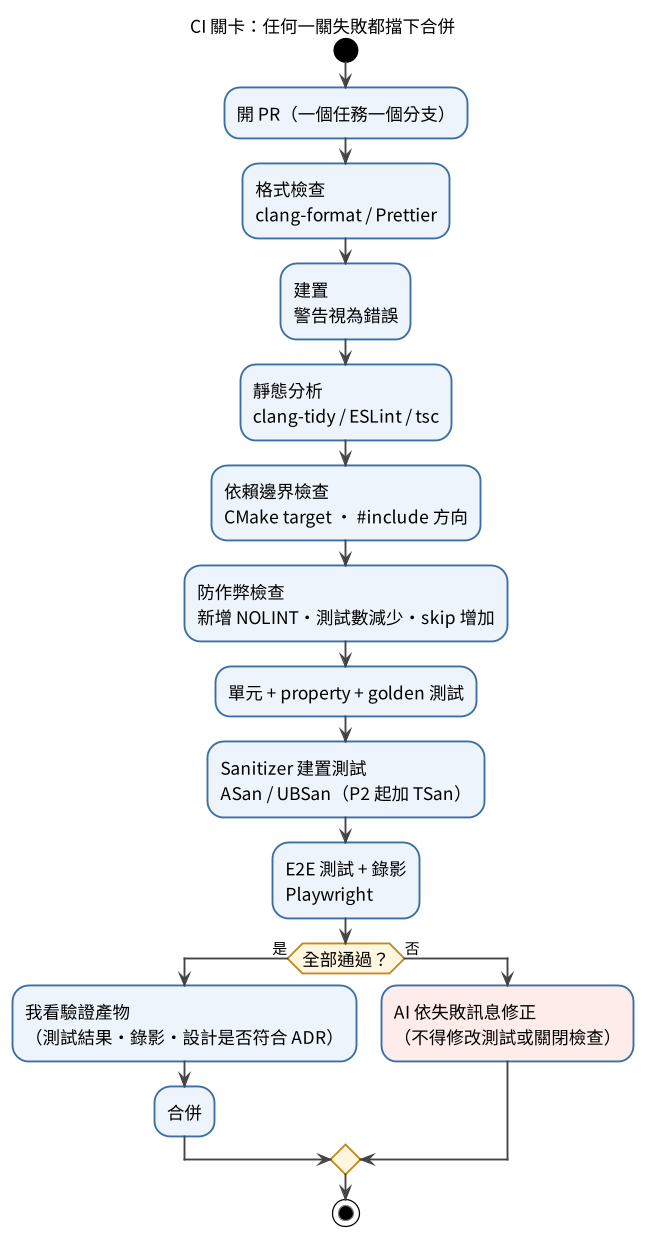 CI 關卡：任何一關失敗都擋下合併
開 PR（一個任務一個分支）
格式檢查
clang-format / Prettier
建置
警告視為錯誤
靜態分析
clang-tidy / ESLint / tsc
依賴邊界檢查
CMake target · #include 方向
防作弊檢查
新增 NOLINT・測試數減少・skip 增加
單元 + property + golden 測試
Sanitizer 建置測試
ASan / UBSan（P2 起加 TSan）
E2E 測試 + 錄影
Playwright
全部通過？
是
否
我看驗證產物
（測試結果・錄影・設計是否符合 ADR）
合併
AI 依失敗訊息修正
（不得修改測試或關閉檢查）